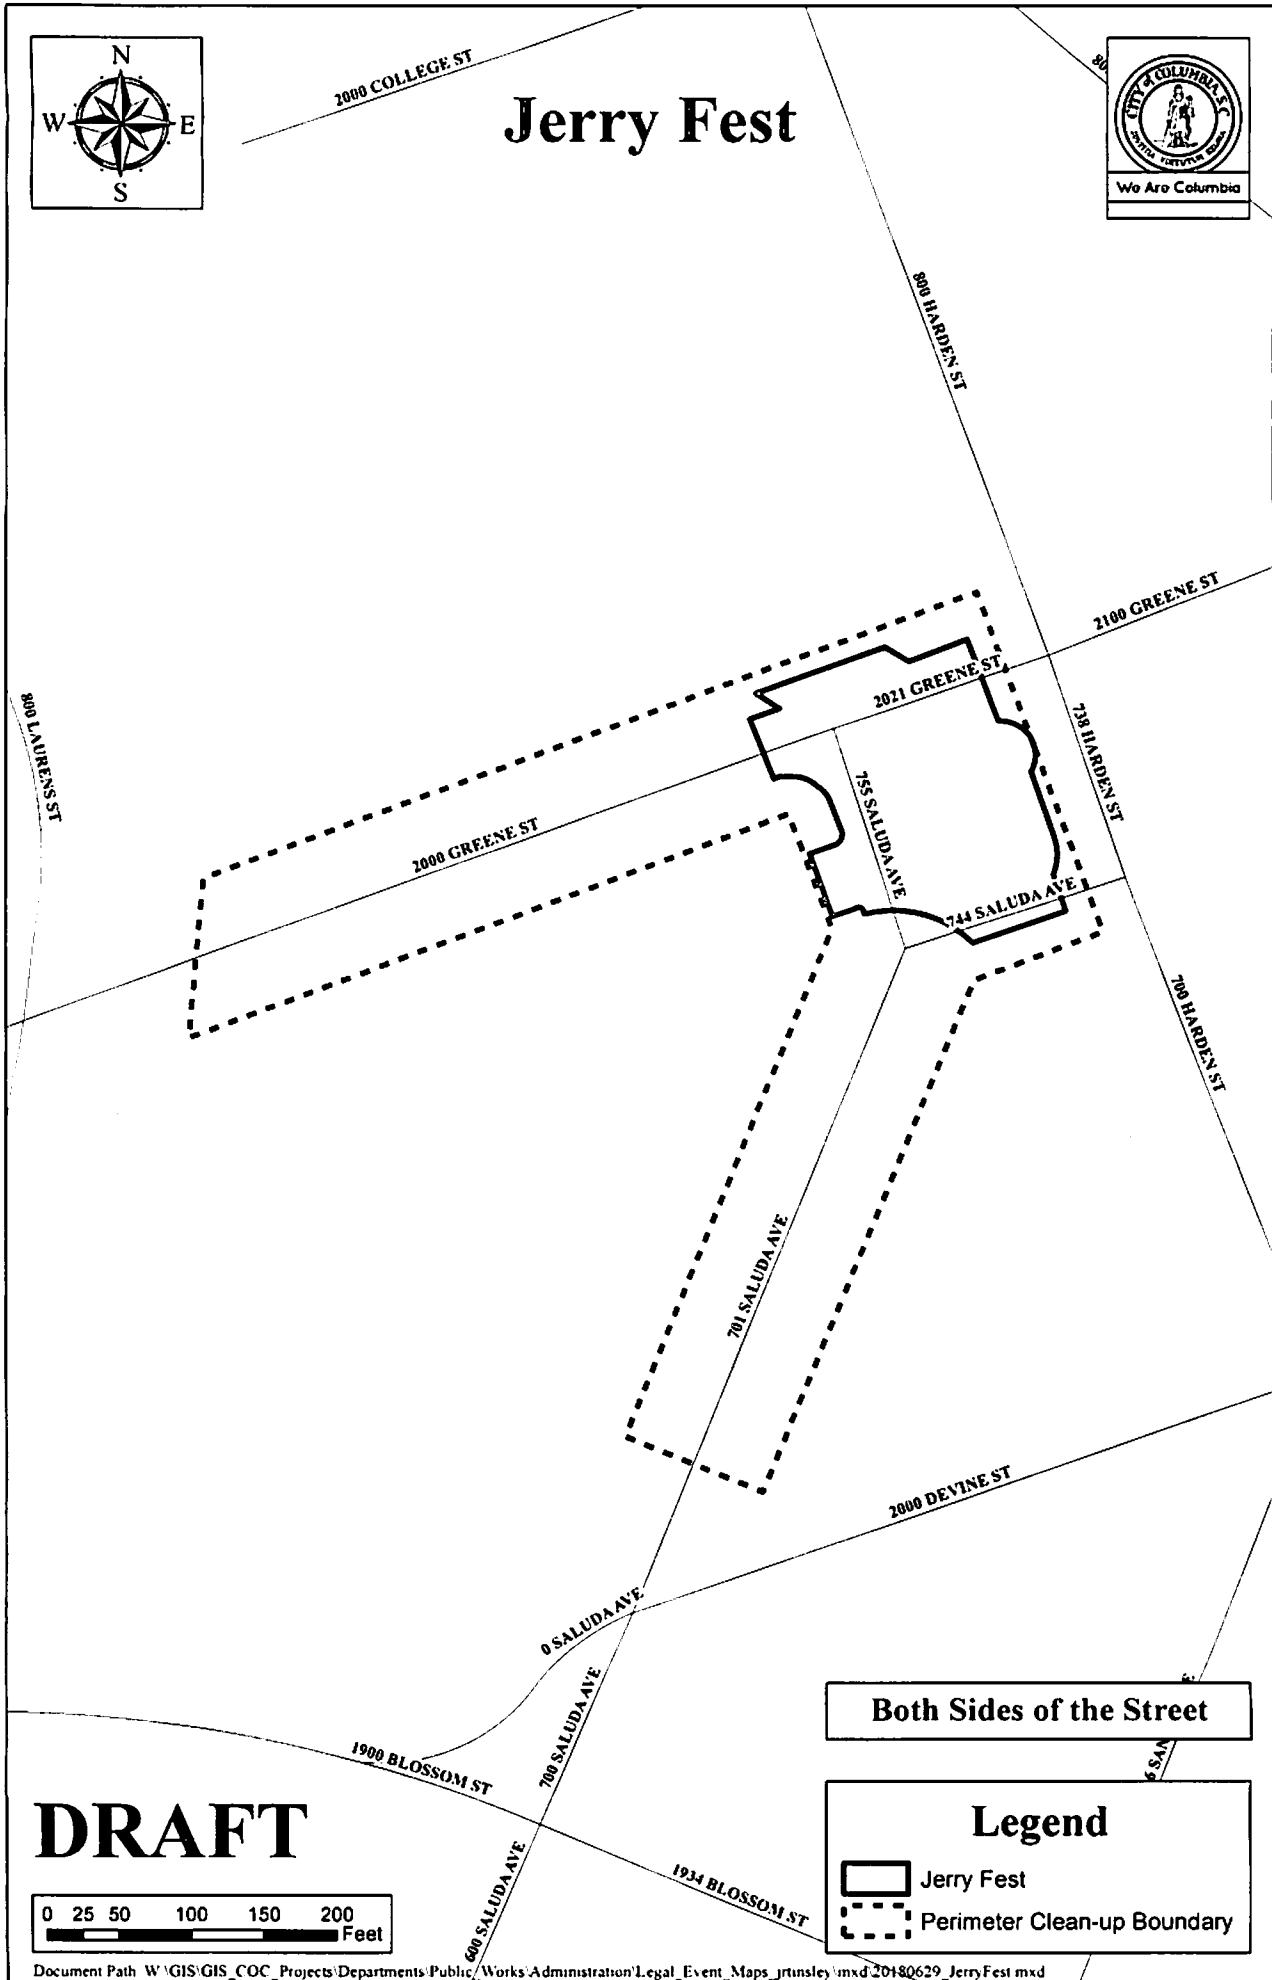 N
W E
S
2000 COLLEGE ST
Jerry Fest
80
CITY of COLUMBIA, S.C.
We Are Columbia
800 HARDEN ST
2100 GREENE ST
2021 GREENE ST
800 LAURENS ST
738 HARDEN ST
755 SALUDA AVE
2000 GREENE ST
744 SALUDA AVE
700 HARDEN ST
701 SALUDA AVE
2000 DEVINE ST
0 SALUDA AVE
700 SALUDA AVE
Both Sides of the Street
1900 BLOSSOM ST
6 SAN
DRAFT
Legend
Jerry Fest
Perimeter Clean-up Boundary
1934 BLOSSOM ST
600 SALUDA AVE
0 25 50 100 150 200
Feet
Document Path W:\GIS\GIS_COC_Projects\Departments\Public_Works\Administration\Legal_Event_Maps_jrtinsley\mxd\20180629_JerryFest mxd